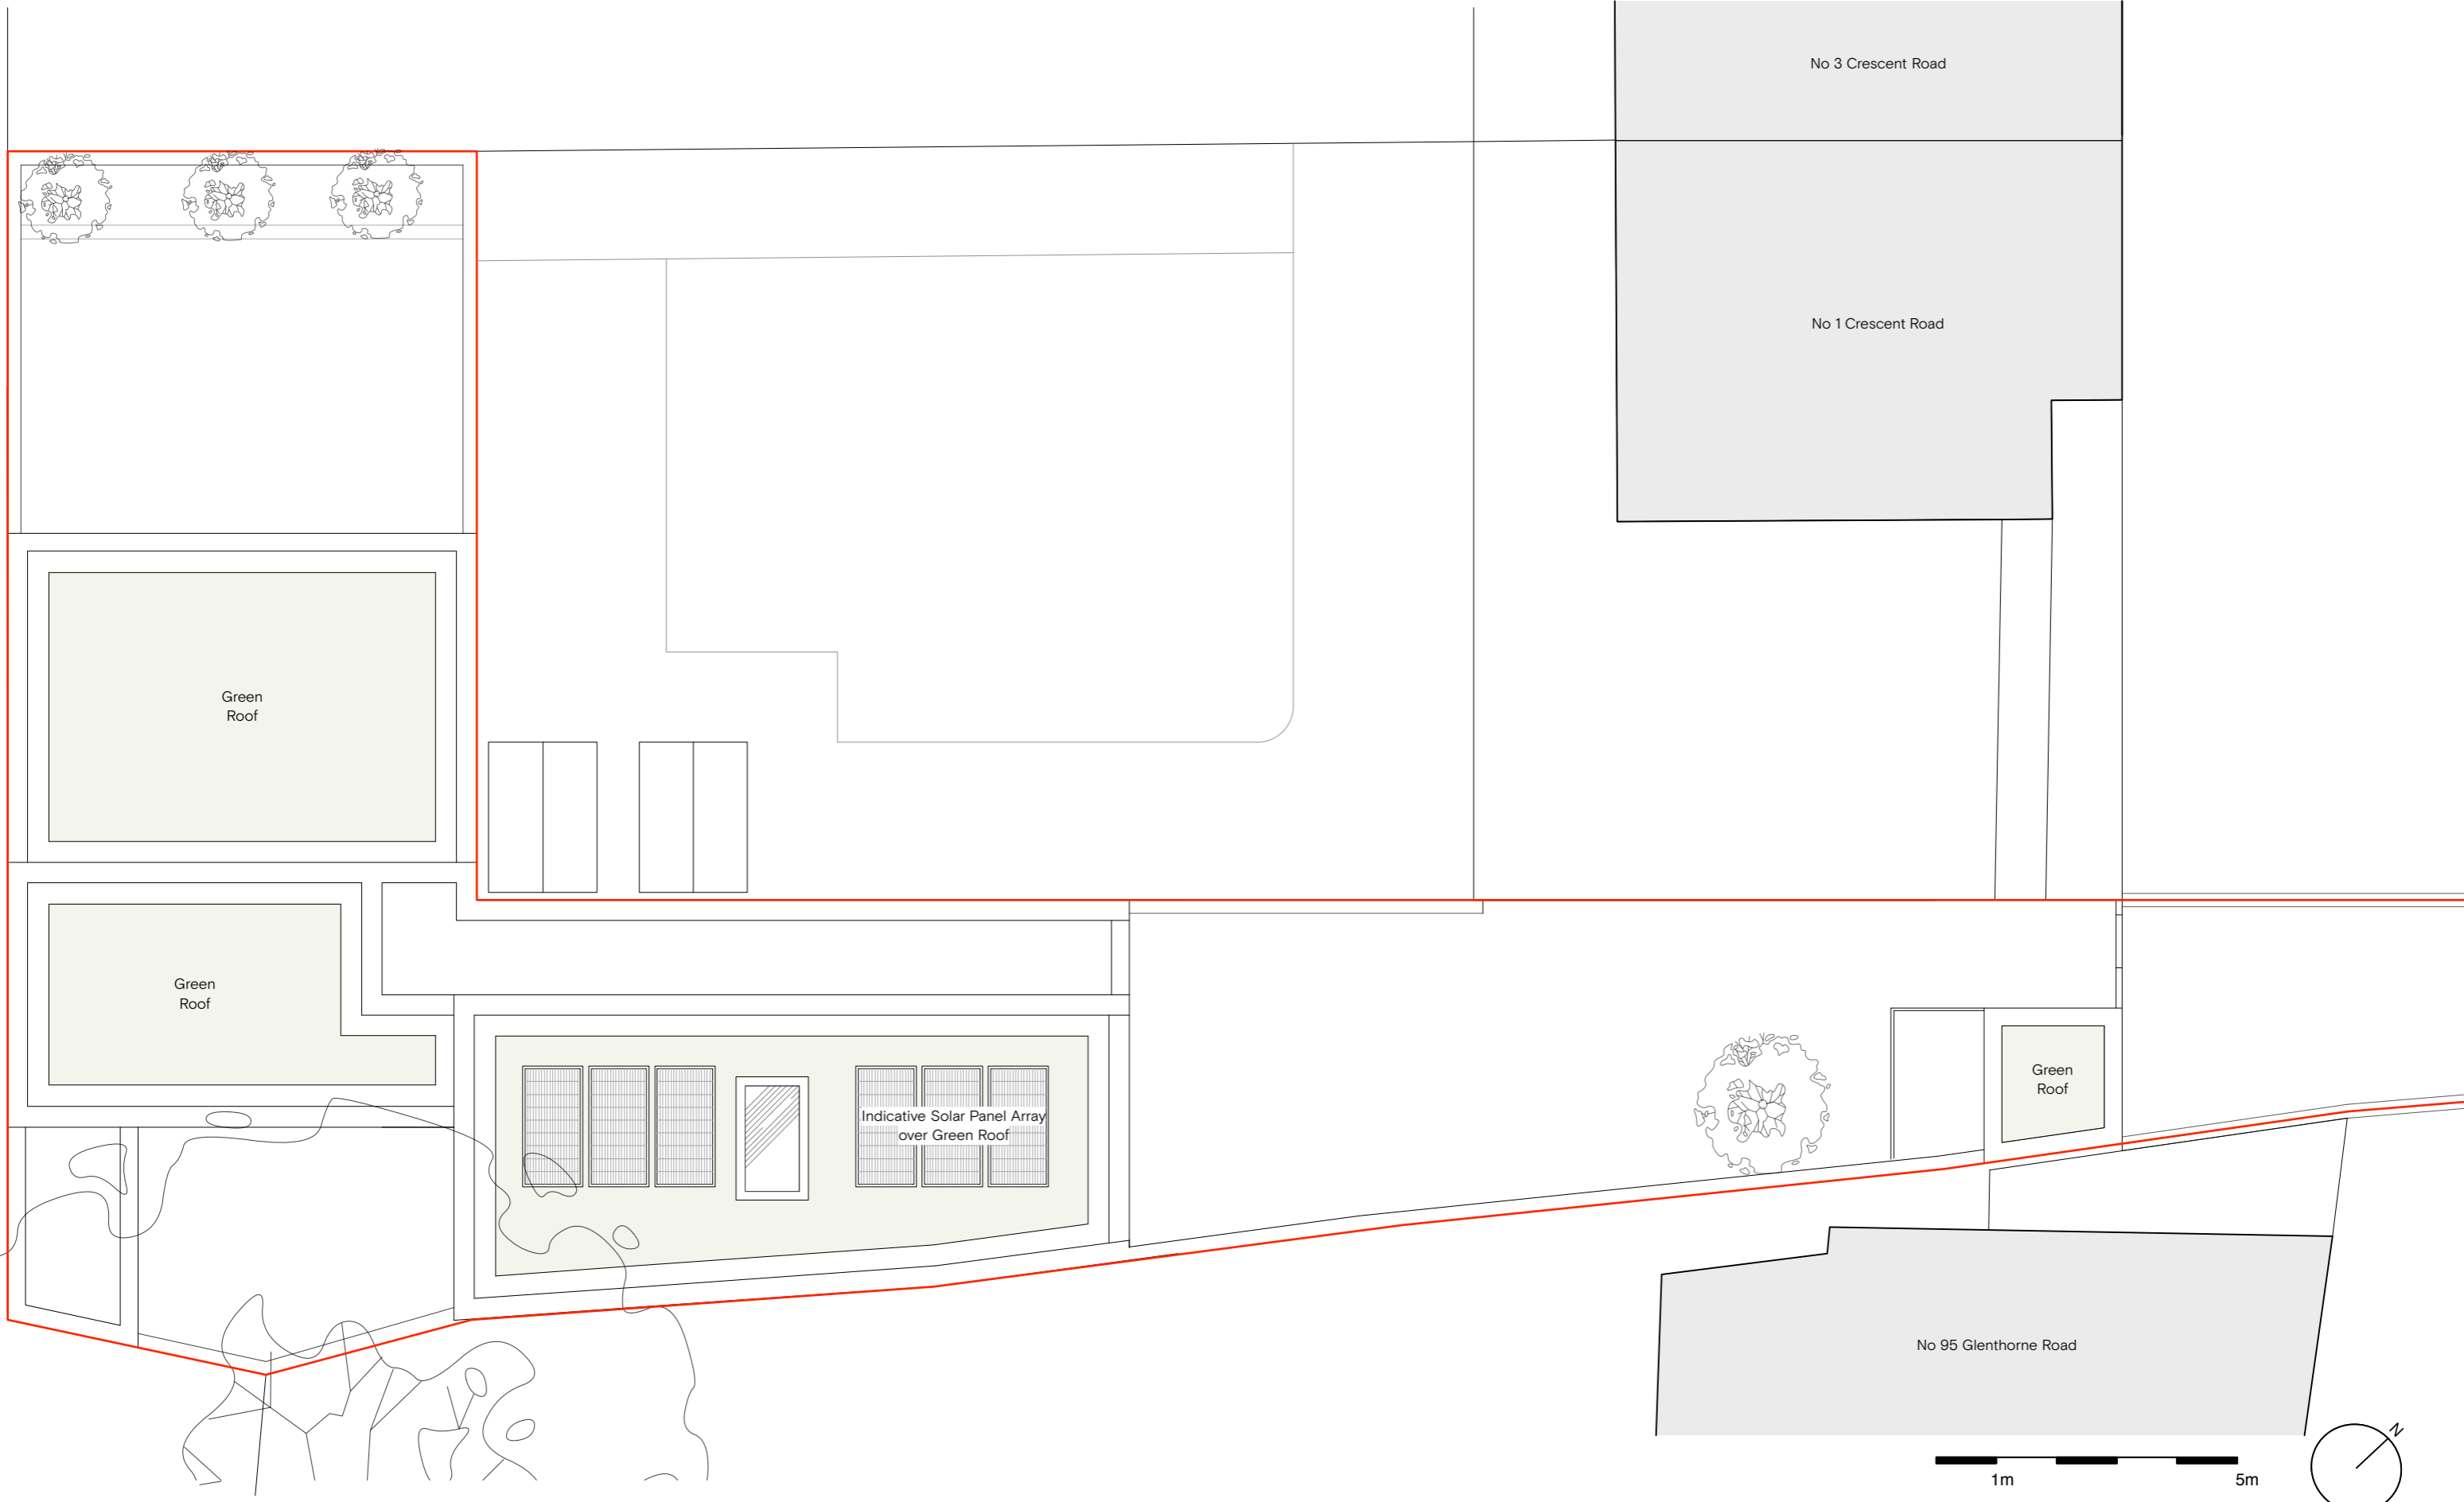 No 3 Crescent Road
No 1 Crescent Road
Green
Roof
Green
Roof
Green
Roof
Indicative Solar Panel Array
over Green Roof
No 95 Glenthorne Road
N
1m
5m